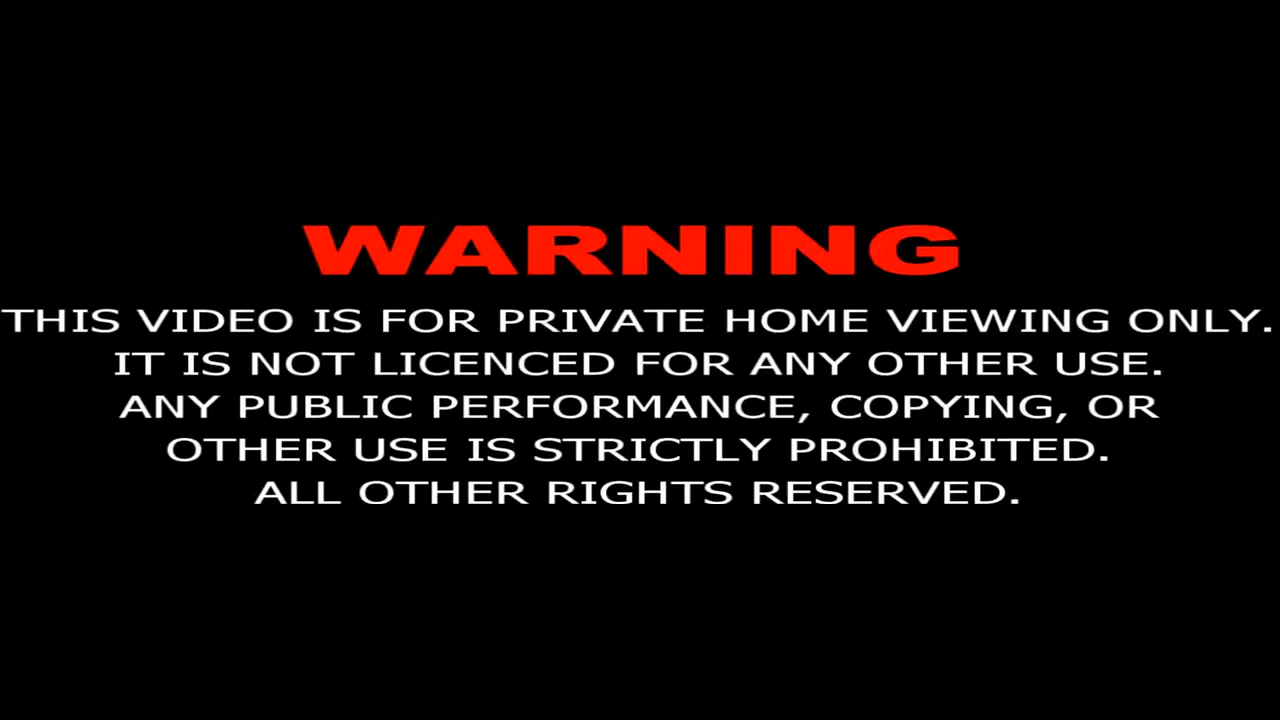 WARNING
THIS VIDEO IS FOR PRIVATE HOME VIEWING ONLY.
IT IS NOT LICENCED FOR ANY OTHER USE.
ANY PUBLIC PERFORMANCE, COPYING, OR
OTHER USE IS STRICTLY PROHIBITED.
ALL OTHER RIGHTS RESERVED.